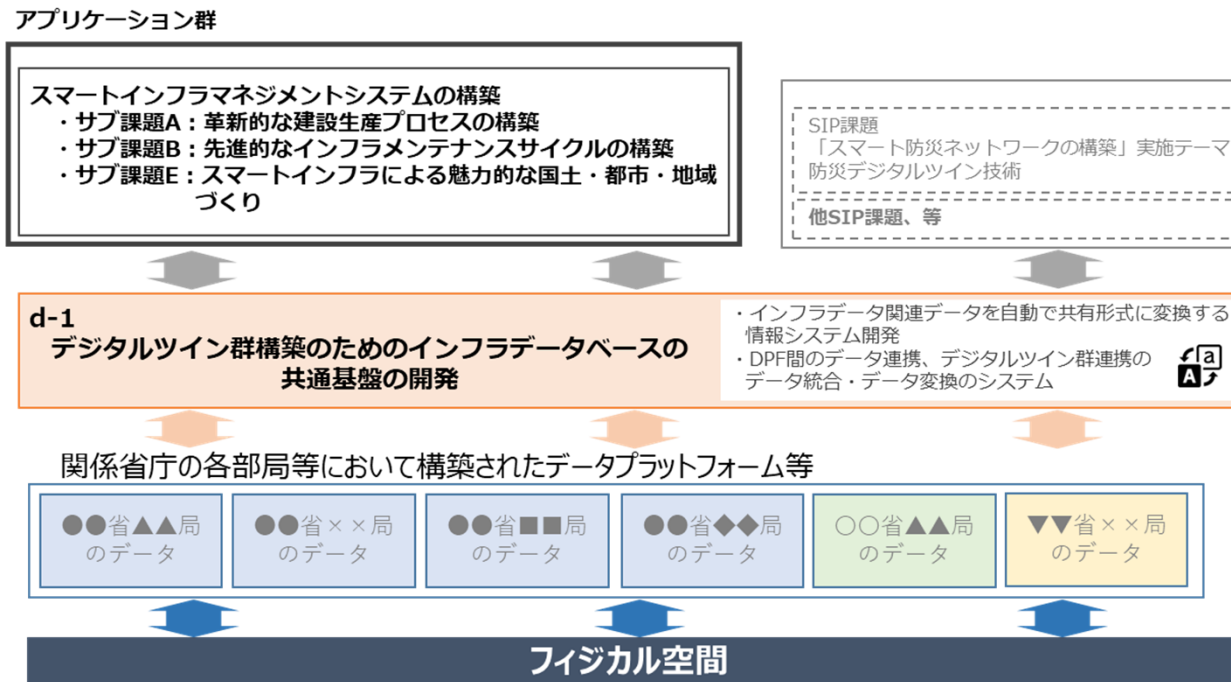 アプリケーション群
スマートインフラマネジメントシステムの構築
・サブ課題A：革新的な建設生産プロセスの構築
・サブ課題B：先進的なインフラメンテナンスサイクルの構築
・サブ課題E：スマートインフラによる魅力的な国土・都市・地域
づくり
SIP課題
「スマート防災ネットワークの構築」実施テーマ
防災デジタルツイン技術
他SIP課題、等
d-1
デジタルツイン群構築のためのインフラデータベースの
共通基盤の開発
・インフラデータ関連データを自動で共有形式に変換する
情報システム開発
・DPF間のデータ連携、デジタルツイン群連携の
データ統合・データ変換のシステム
a
A
関係省庁の各部局等において構築されたデータプラットフォーム等
●●省▲▲局
のデータ
●●省××局
のデータ
●●省■■局
のデータ
●●省◆◆局
のデータ
○○省▲▲局
のデータ
▼▼省××局
のデータ
フィジカル空間